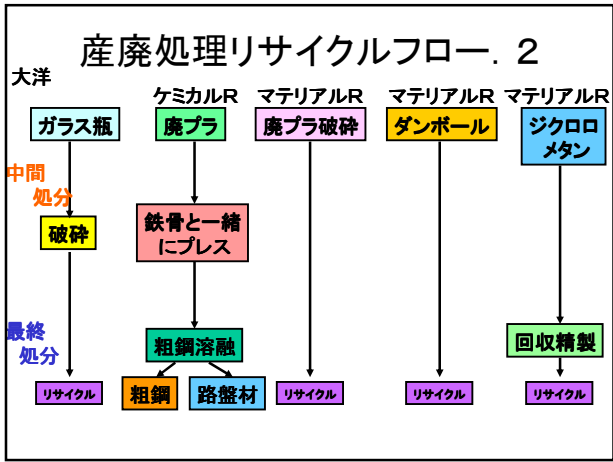 産廃処理リサイクルフロー．２
大洋
ケミカルR
マテリアルR
マテリアルR
マテリアルR
ガラス瓶
廃プラ
廃プラ破砕
ダンボール
ジクロロ
メタン
中間
処分
破砕
鉄骨と一緒
にプレス
最終
処分
粗鋼溶融
回収精製
リサイクル
粗鋼
路盤材
リサイクル
リサイクル
リサイクル